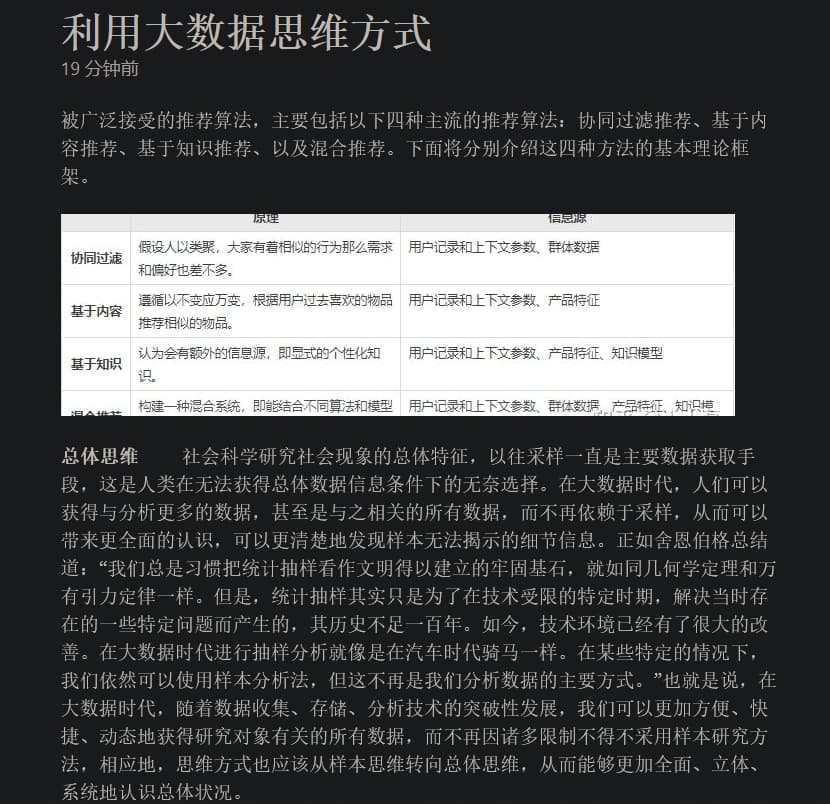 利用大数据思维方式
19 分钟前
被广泛接受的推荐算法，主要包括以下四种主流的推荐算法：协同过滤推荐、基于内
容推荐、基于知识推荐、以及混合推荐。下面将分别介绍这四种方法的基本理论框
架。
原理 信息源
协同过滤 假设人以类聚，大家有着相似的行为那么需求 用户记录和上下文参数、群体数据
和偏好也差不多。
基于内容 遵循以不变应万变，根据用户过去喜欢的物品 用户记录和上下文参数、产品特征
推荐相似的物品。
基于知识 认为会有额外的信息源，即显式的个性化知 用户记录和上下文参数、产品特征、知识模型
识。
混合推荐 构建一种混合系统，即能结合不同算法和模型 用户记录和上下文参数、群体数据、产品特征、知识模
总体思维 社会科学研究社会现象的总体特征，以往采样一直是主要数据获取手
段，这是人类在无法获得总体数据信息条件下的无奈选择。在大数据时代，人们可以
获得与分析更多的数据，甚至是与之相关的所有数据，而不再依赖于采样，从而可以
带来更全面的认识，可以更清楚地发现样本无法揭示的细节信息。正如舍恩伯格总结
道：“我们总是习惯把统计抽样看作文明得以建立的牢固基石，就如同几何学定理和万
有引力定律一样。但是，统计抽样其实只是为了在技术受限的特定时期，解决当时存
在的一些特定问题而产生的，其历史不足一百年。如今，技术环境已经有了很大的改
善。在大数据时代进行抽样分析就像是在汽车时代骑马一样。在某些特定的情况下，
我们依然可以使用样本分析法，但这不再是我们分析数据的主要方式。”也就是说，在
大数据时代，随着数据收集、存储、分析技术的突破性发展，我们可以更加方便、快
捷、动态地获得研究对象有关的所有数据，而不再因诸多限制不得不采用样本研究方
法，相应地，思维方式也应该从样本思维转向总体思维，从而能够更加全面、立体、
系统地认识总体状况。